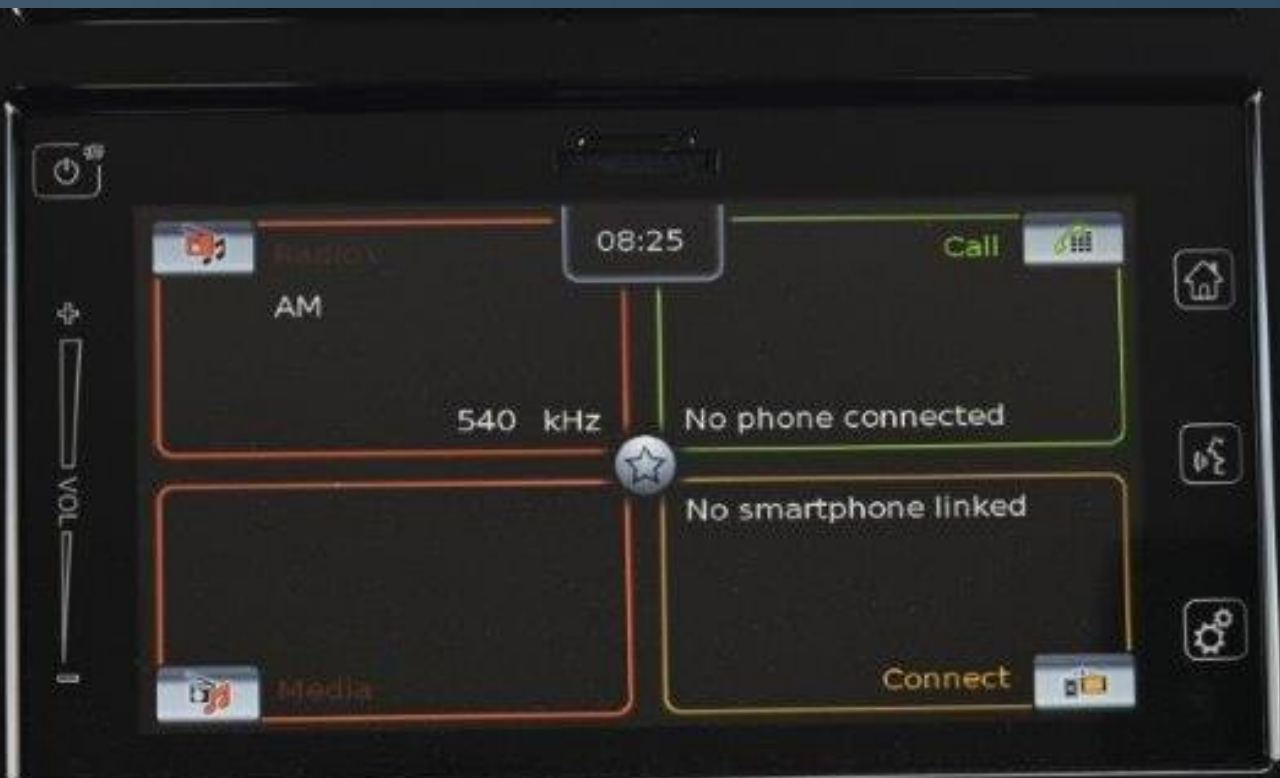 08:25
Radio
AM
540 kHz
Call
No phone connected
VOL
Media
No smartphone linked
Connect